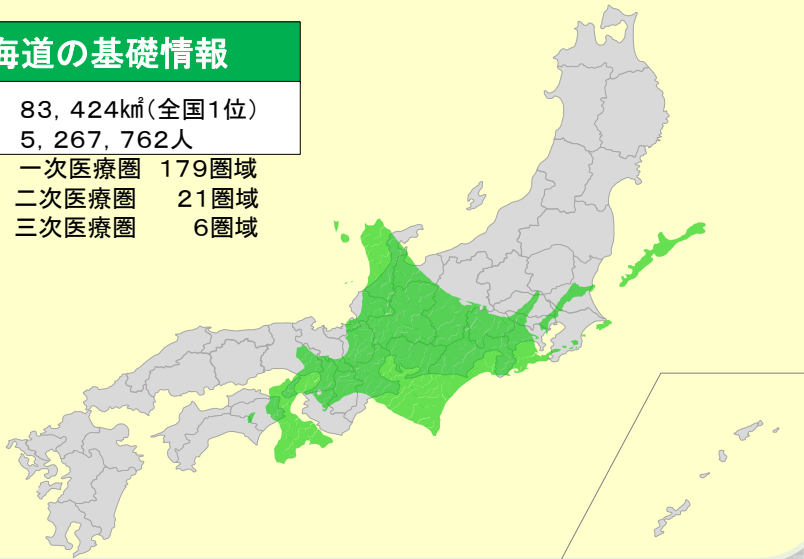 海道の基礎情報
83,424㎢(全国1位)
5,267,762人
一次医療圏 179圏域
二次医療圏 21圏域
三次医療圏 6圏域